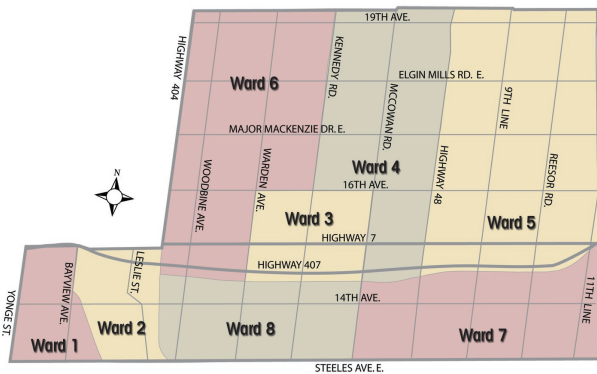 19TH AVE.
HIGHWAY 404
KENNEDY RD.
ELGIN MILLS RD. E.
Ward 6
MCCOWAN RD.
9TH LINE
MAJOR MACKENZIE DR. E.
WOODBINE AVE.
WARDEN AVE.
Ward 4
HIGHWAY 48
REESOR RD.
16TH AVE.
N
Ward 3
Ward 5
HIGHWAY 7
HIGHWAY 407
LESLIE ST.
BAYVIEW AVE.
YONGE ST.
14TH AVE.
11TH LINE
Ward 1
Ward 2
Ward 8
Ward 7
STEELES AVE. E.